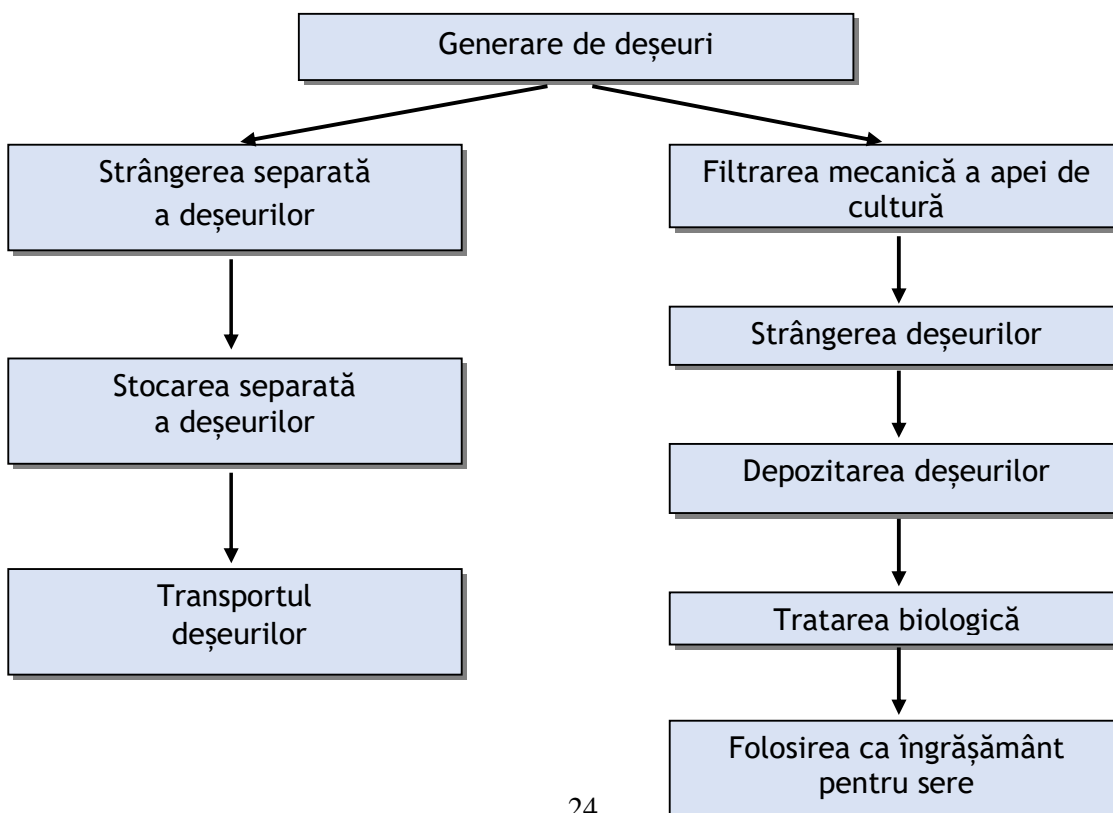 Generare de deșeuri
Strângerea separată
a deșeurilor
Stocarea separată
a deșeurilor
Transportul
deșeurilor
Filtrarea mecanică a apei de
cultură
Strângerea deșeurilor
Depozitarea deșeurilor
Tratarea biologică
Folosirea ca îngrășământ
pentru sere
24